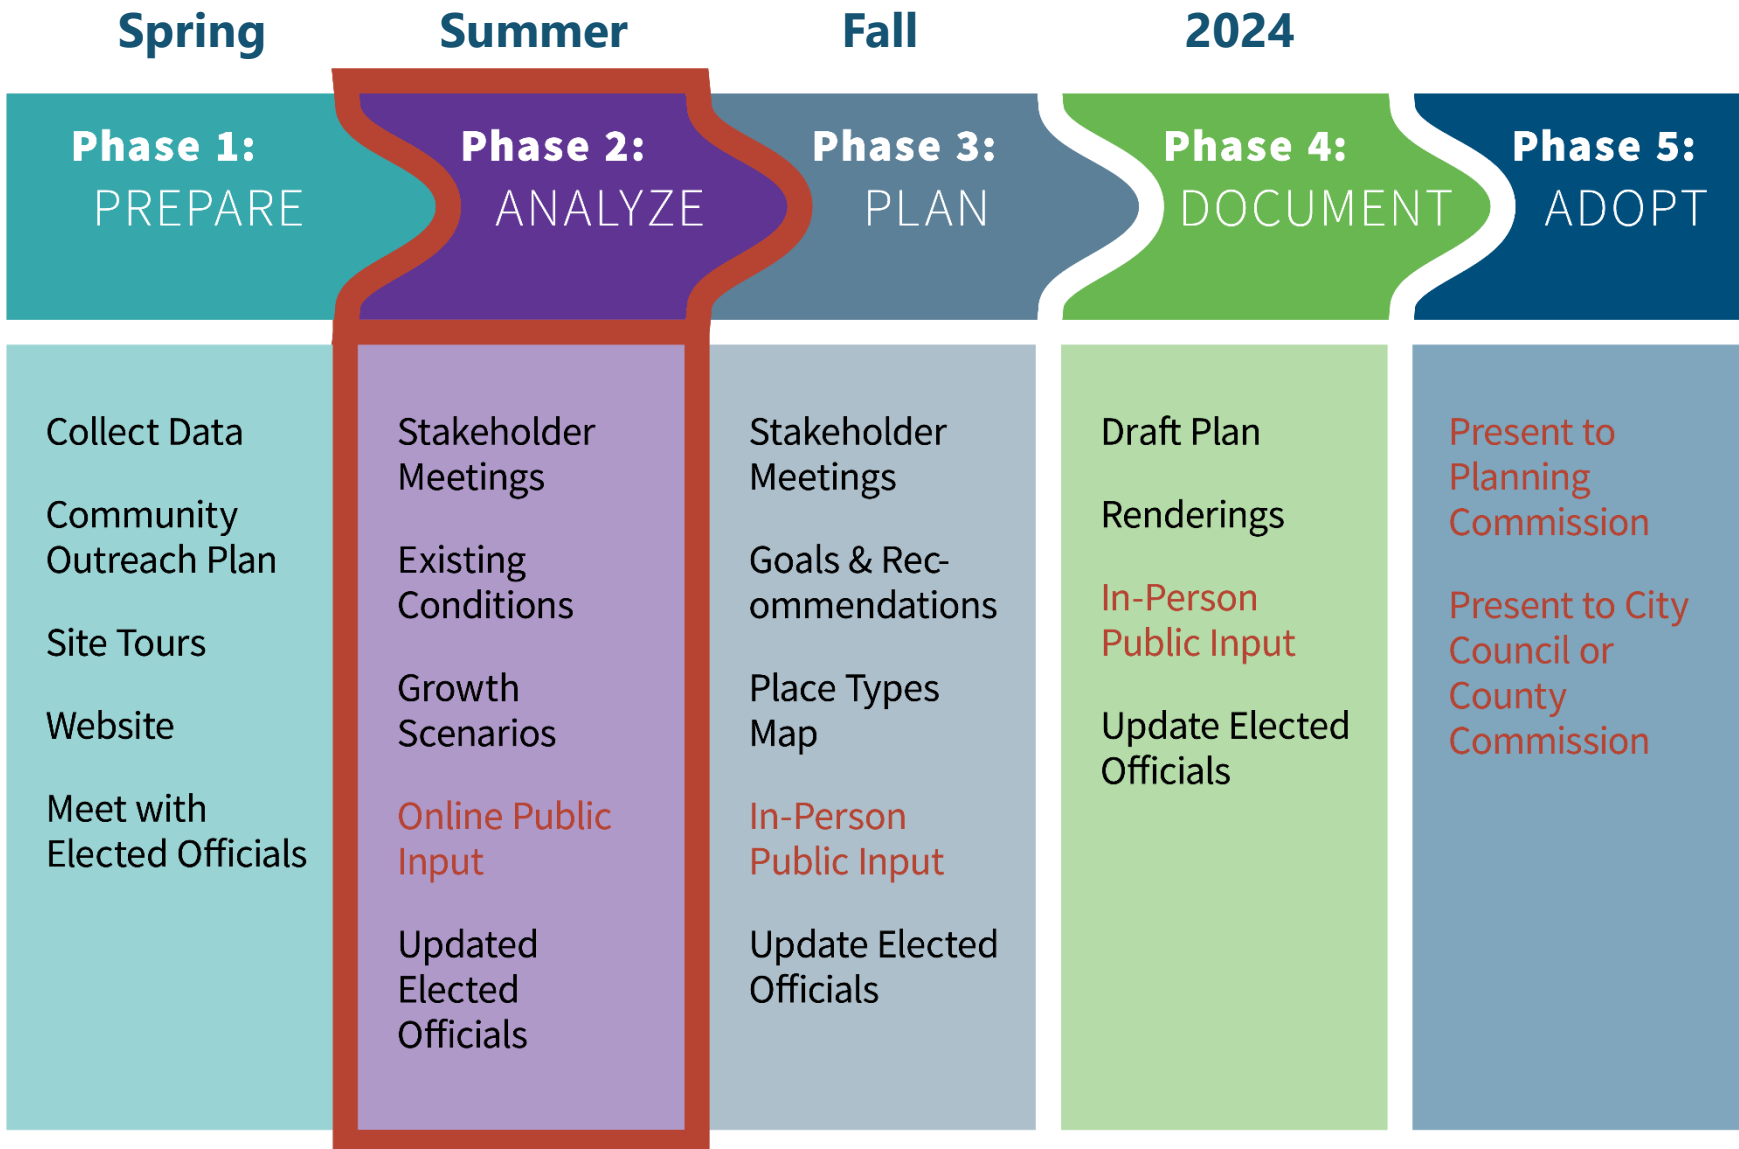 Spring
Summer
Fall
2024
Phase 1:
PREPARE
Phase 2:
ANALYZE
Phase 3:
PLAN
Phase 4:
DOCUMENT
Phase 5:
ADOPT
Collect Data
Community
Outreach Plan
Site Tours
Website
Meet with
Elected Officials
Stakeholder
Meetings
Existing
Conditions
Growth
Scenarios
Online Public
Input
Updated
Elected
Officials
Stakeholder
Meetings
Goals & Rec-
ommendations
Place Types
Map
In-Person
Public Input
Update Elected
Officials
Draft Plan
Renderings
In-Person
Public Input
Update Elected
Officials
Present to
Planning
Commission
Present to City
Council or
County
Commission